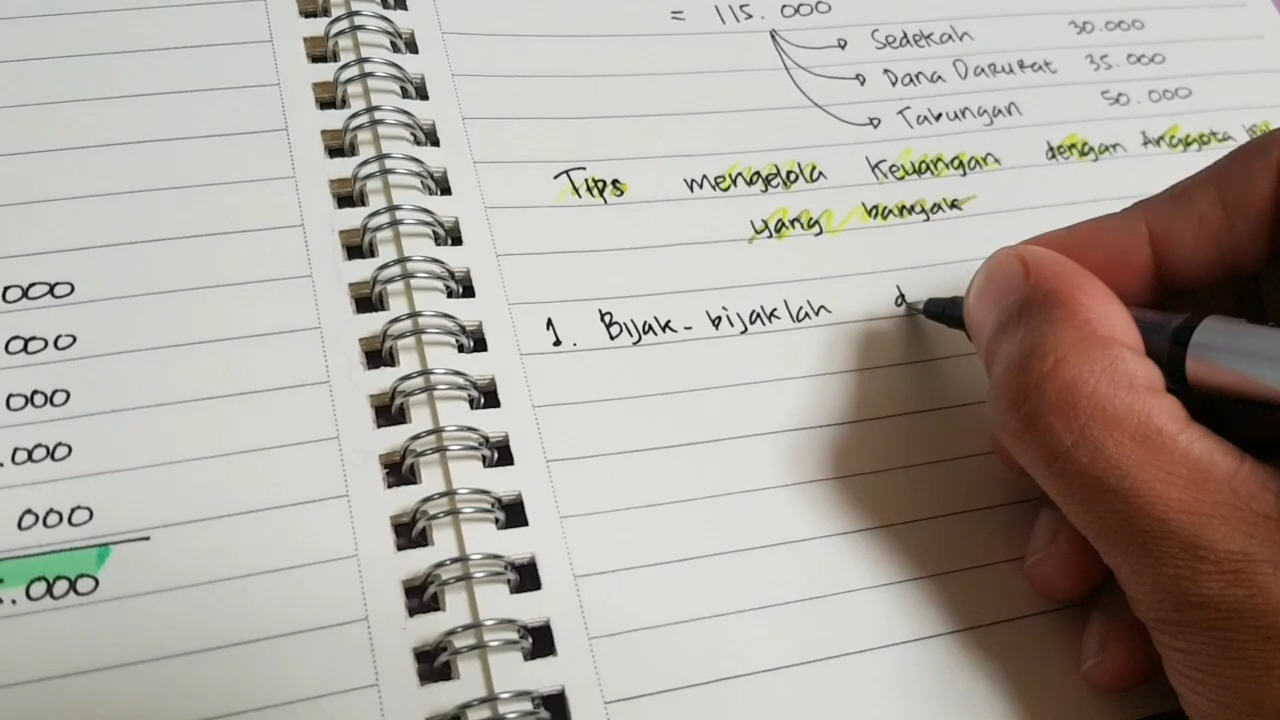 000
000
000
.000
000
.000
= 115.000
Sedekah 30.000
Dana Darurat 35.000
Tabungan 50.000
Tips mengelola Keuangan dengan Anggota
yang banyak
1. Bijak-bijaklah d